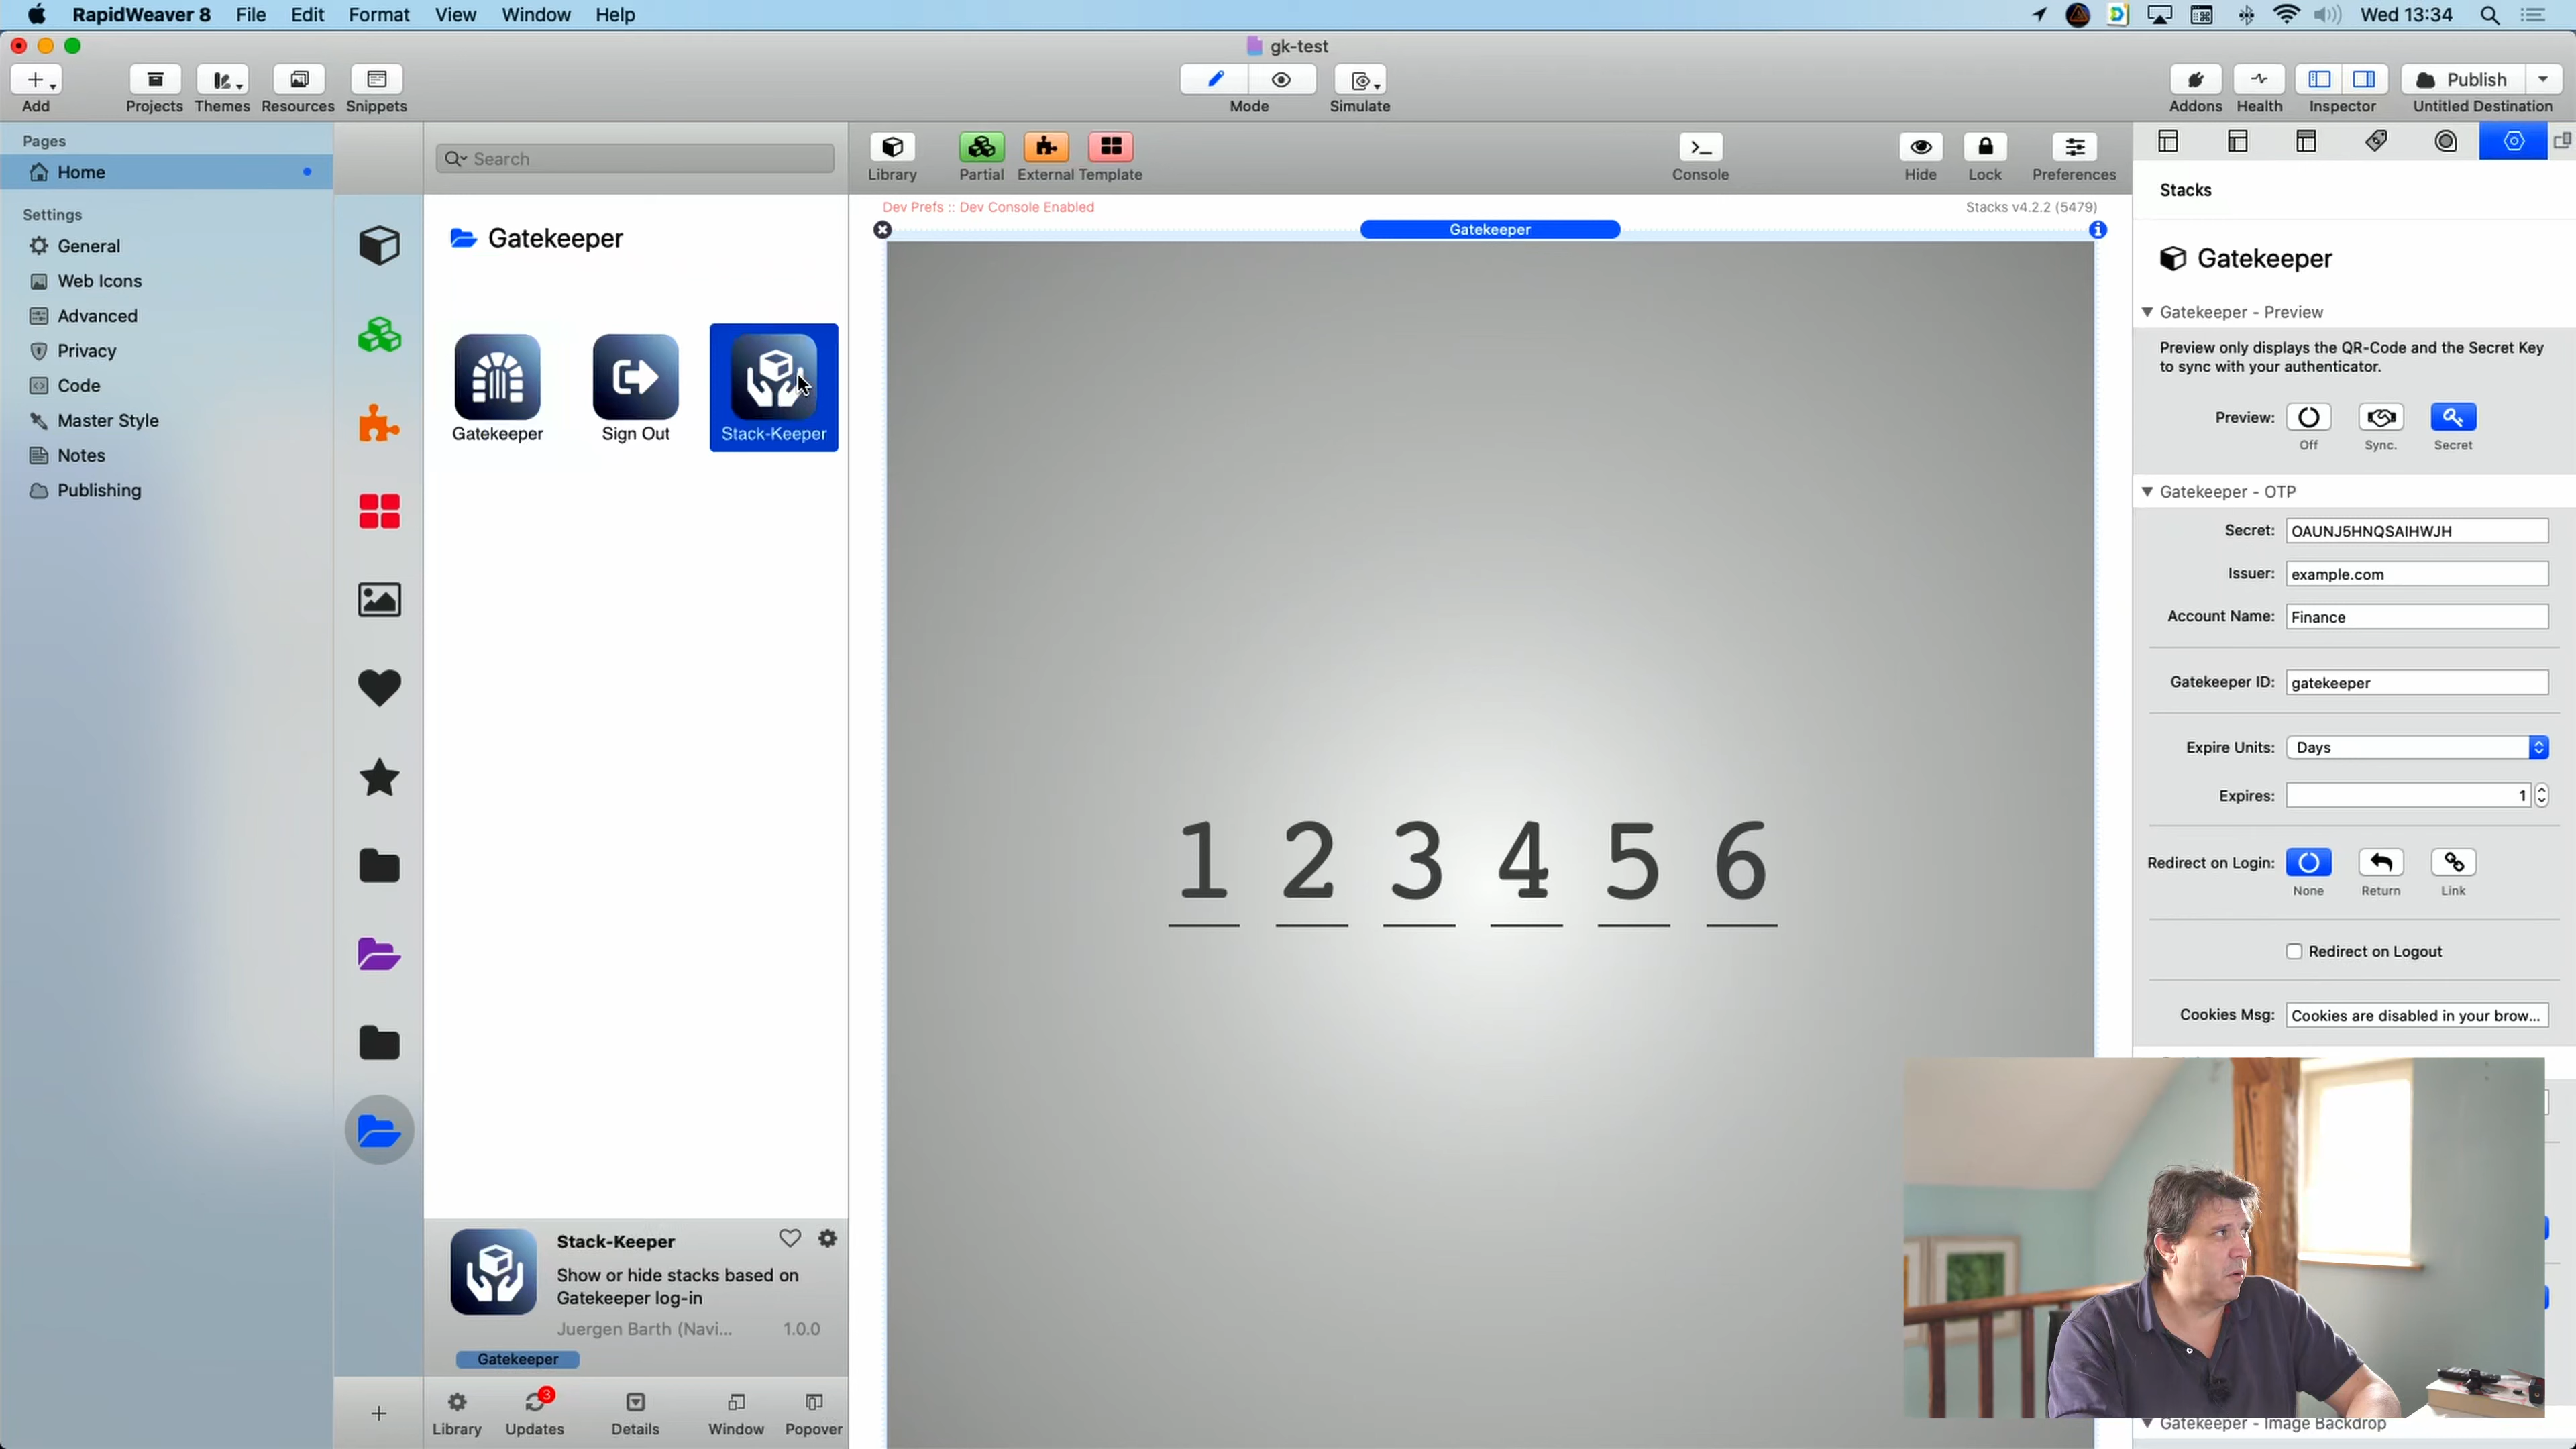 RapidWeaver 8 File Edit Format View Window Help
Wed 13:34
gk-test
Add Projects Themes Resources Snippets
Mode Simulate
Addons Health Inspector
Publish
Untitled Destination
Pages
Home
Settings
General
Web Icons
Advanced
Privacy
Code
Master Style
Notes
Publishing
Search
Gatekeeper
Gatekeeper Sign Out Stack-Keeper
Stack-Keeper
Show or hide stacks based on
Gatekeeper log-in
Juergen Barth (Navi... 1.0.0
Gatekeeper
3
Library Updates Details Window Popover
Library Partial External Template
Console
Hide Lock Preferences
Dev Prefs :: Dev Console Enabled
Stacks v4.2.2 (5479)
Gatekeeper
1 2 3 4 5 6
Stacks
Gatekeeper
Gatekeeper - Preview
Preview only displays the QR-Code and the Secret Key
to sync with your authenticator.
Preview:
Off Sync. Secret
Gatekeeper - OTP
Secret: OAUNJ5HNQSAIHWJH
Issuer: example.com
Account Name: Finance
Gatekeeper ID: gatekeeper
Expire Units: Days
Expires: 1
Redirect on Login:
None Return Link
Redirect on Logout
Cookies Msg: Cookies are disabled in your brow...
Gatekeeper - Image Backdrop